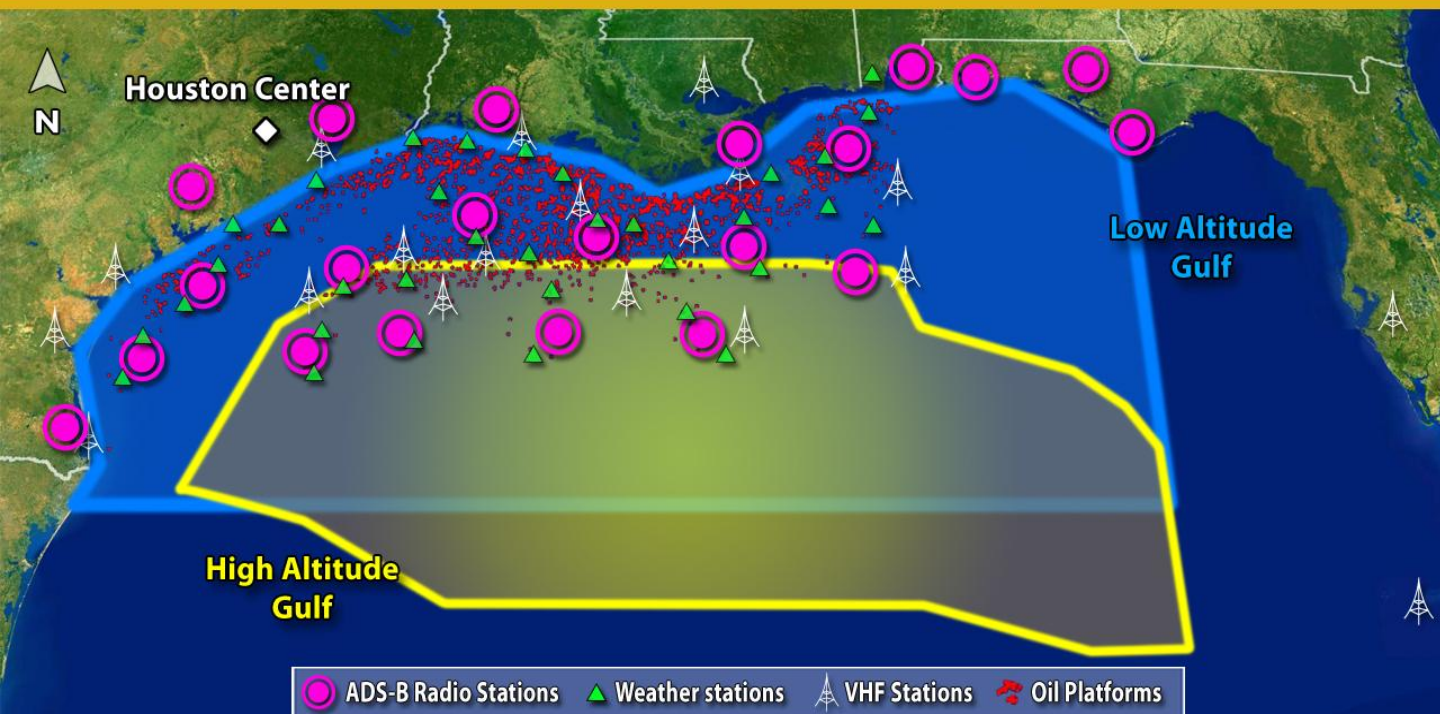 Houston Center
N
Low Altitude
Gulf
High Altitude
Gulf
ADS-B Radio Stations
Weather stations
VHF Stations
Oil Platforms